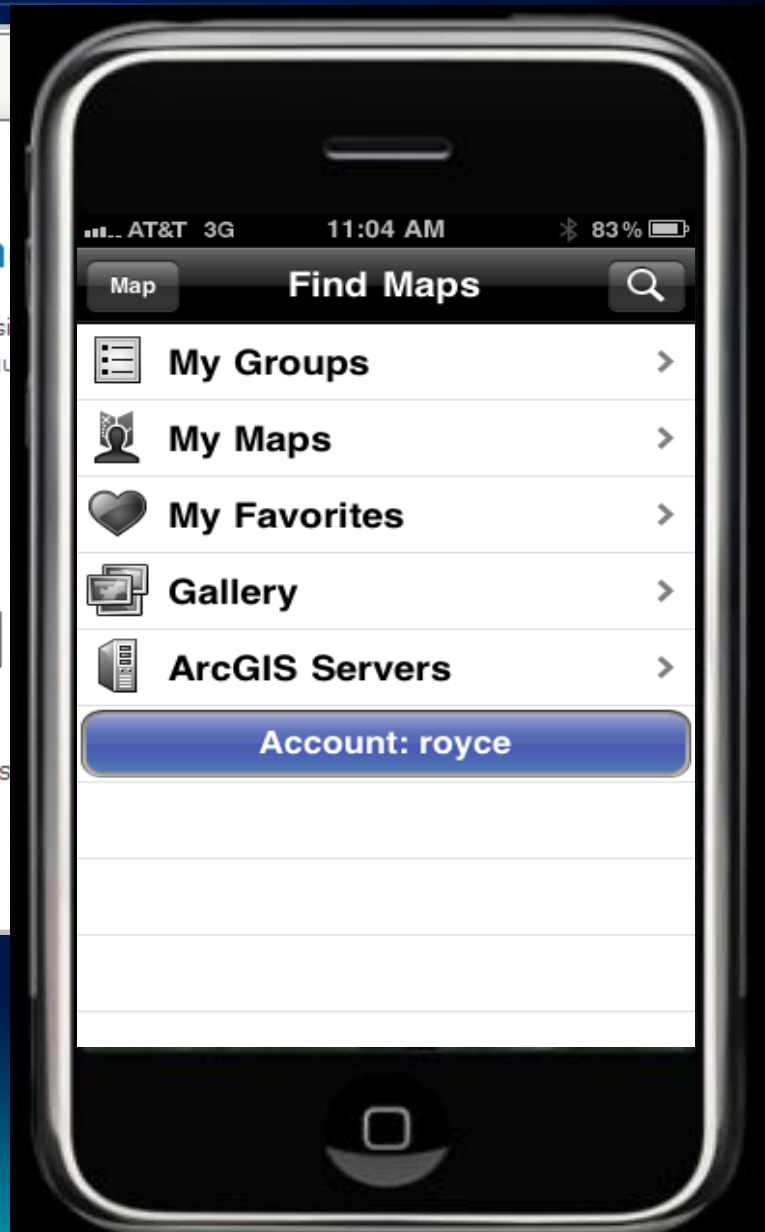 AT&T 3G 11:04 AM 83%
Map Find Maps
My Groups
My Maps
My Favorites
Gallery
ArcGIS Servers
Account: royce